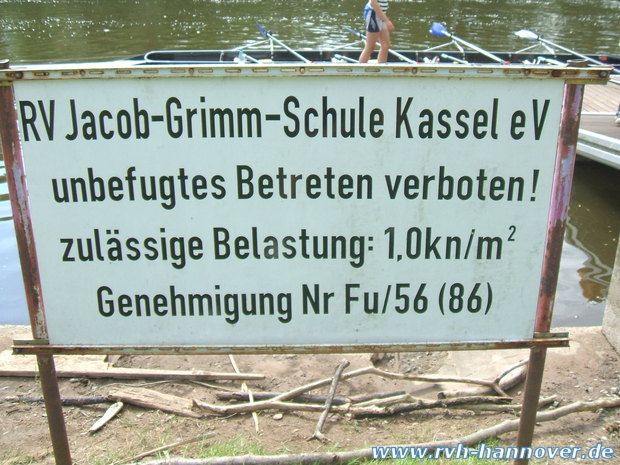 RV Jacob-Grimm-Schule Kassel eV
unbefugtes Betreten verboten!
zulässige Belastung: 1,0kn/m²
Genehmigung Nr Fu/56 (86)
www.rvh-hannover.de